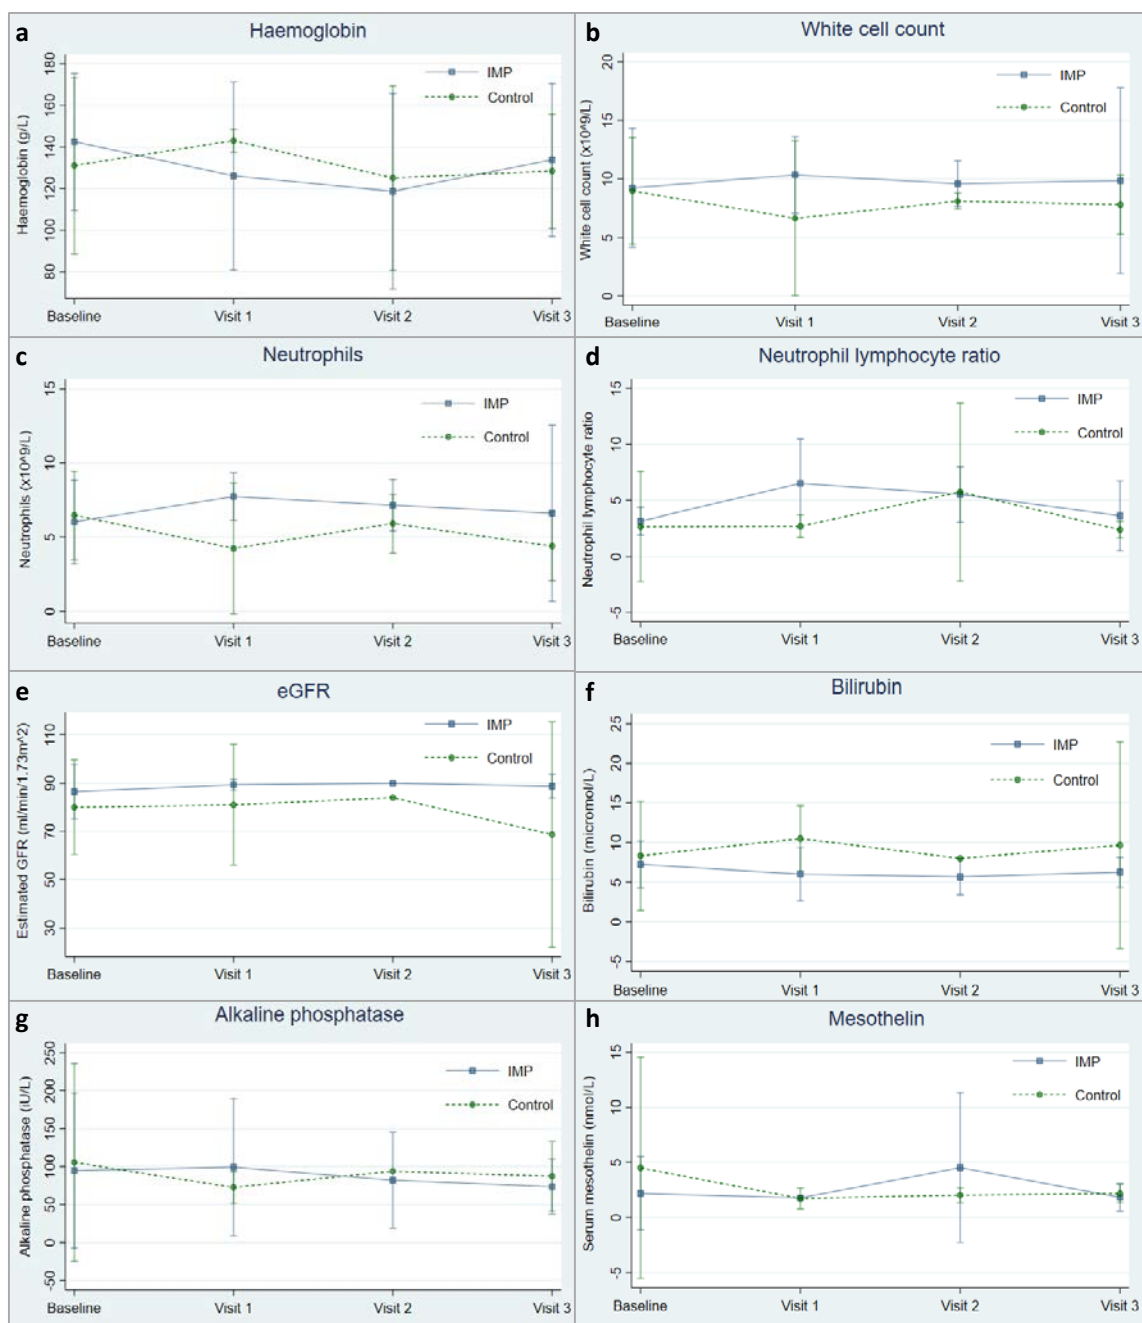 a
Haemoglobin
Haemoglobin (g/L)
180
160
140
120
100
80
IMP
Control
Baseline
Visit 1
Visit 2
Visit 3
b
White cell count
White cell count (x10^9/L)
20
15
10
5
0
IMP
Control
Baseline
Visit 1
Visit 2
Visit 3
c
Neutrophils
Neutrophils (x10^9/L)
15
10
5
0
IMP
Control
Baseline
Visit 1
Visit 2
Visit 3
d
Neutrophil lymphocyte ratio
Neutrophil lymphocyte ratio
15
10
5
0
-5
IMP
Control
Baseline
Visit 1
Visit 2
Visit 3
e
eGFR
Estimated GFR (ml/min/1.73m^2)
110
90
70
50
30
IMP
Control
Baseline
Visit 1
Visit 2
Visit 3
f
Bilirubin
Bilirubin (micromol/L)
25
20
15
10
5
0
-5
IMP
Control
Baseline
Visit 1
Visit 2
Visit 3
g
Alkaline phosphatase
Alkaline phosphatase (iU/L)
250
200
150
100
50
0
-50
IMP
Control
Baseline
Visit 1
Visit 2
Visit 3
h
Mesothelin
Serum mesothelin (nmol/L)
15
10
5
0
-5
IMP
Control
Baseline
Visit 1
Visit 2
Visit 3